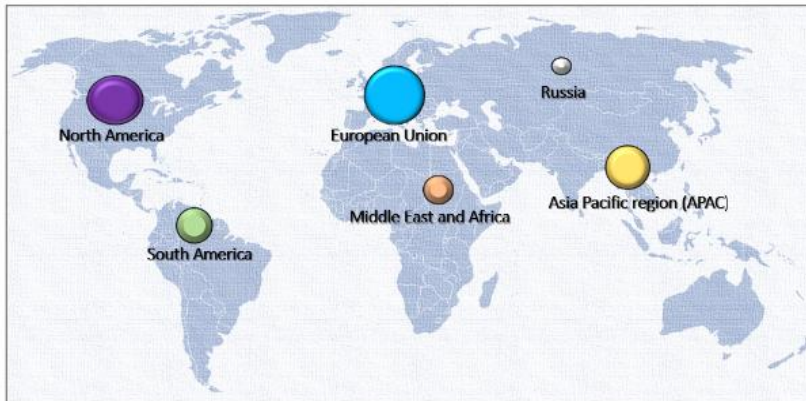 Russia
North America
European Union
Asia Pacific region (APAC)
Middle East and Africa
South America